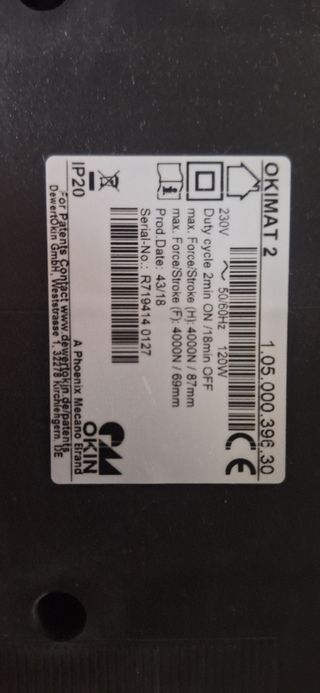 OKIMAT 2
1.05.000.396.30
230V ~ 50/60Hz 120W
Duty cycle 2min ON /18min OFF
max. Force/Stroke (H): 4000N / 87mm
max. Force/Stroke (F): 4000N / 69mm
Prod.Date: 43/18
Serial-No.: R719414 0127
CE
IP20
OKIN
A Phoenix Mecano Brand
For Patents Contact www.dewertokin.de/patents
DewertOkin GmbH, Weststrasse 1, 32278 Kirchlengern. DE